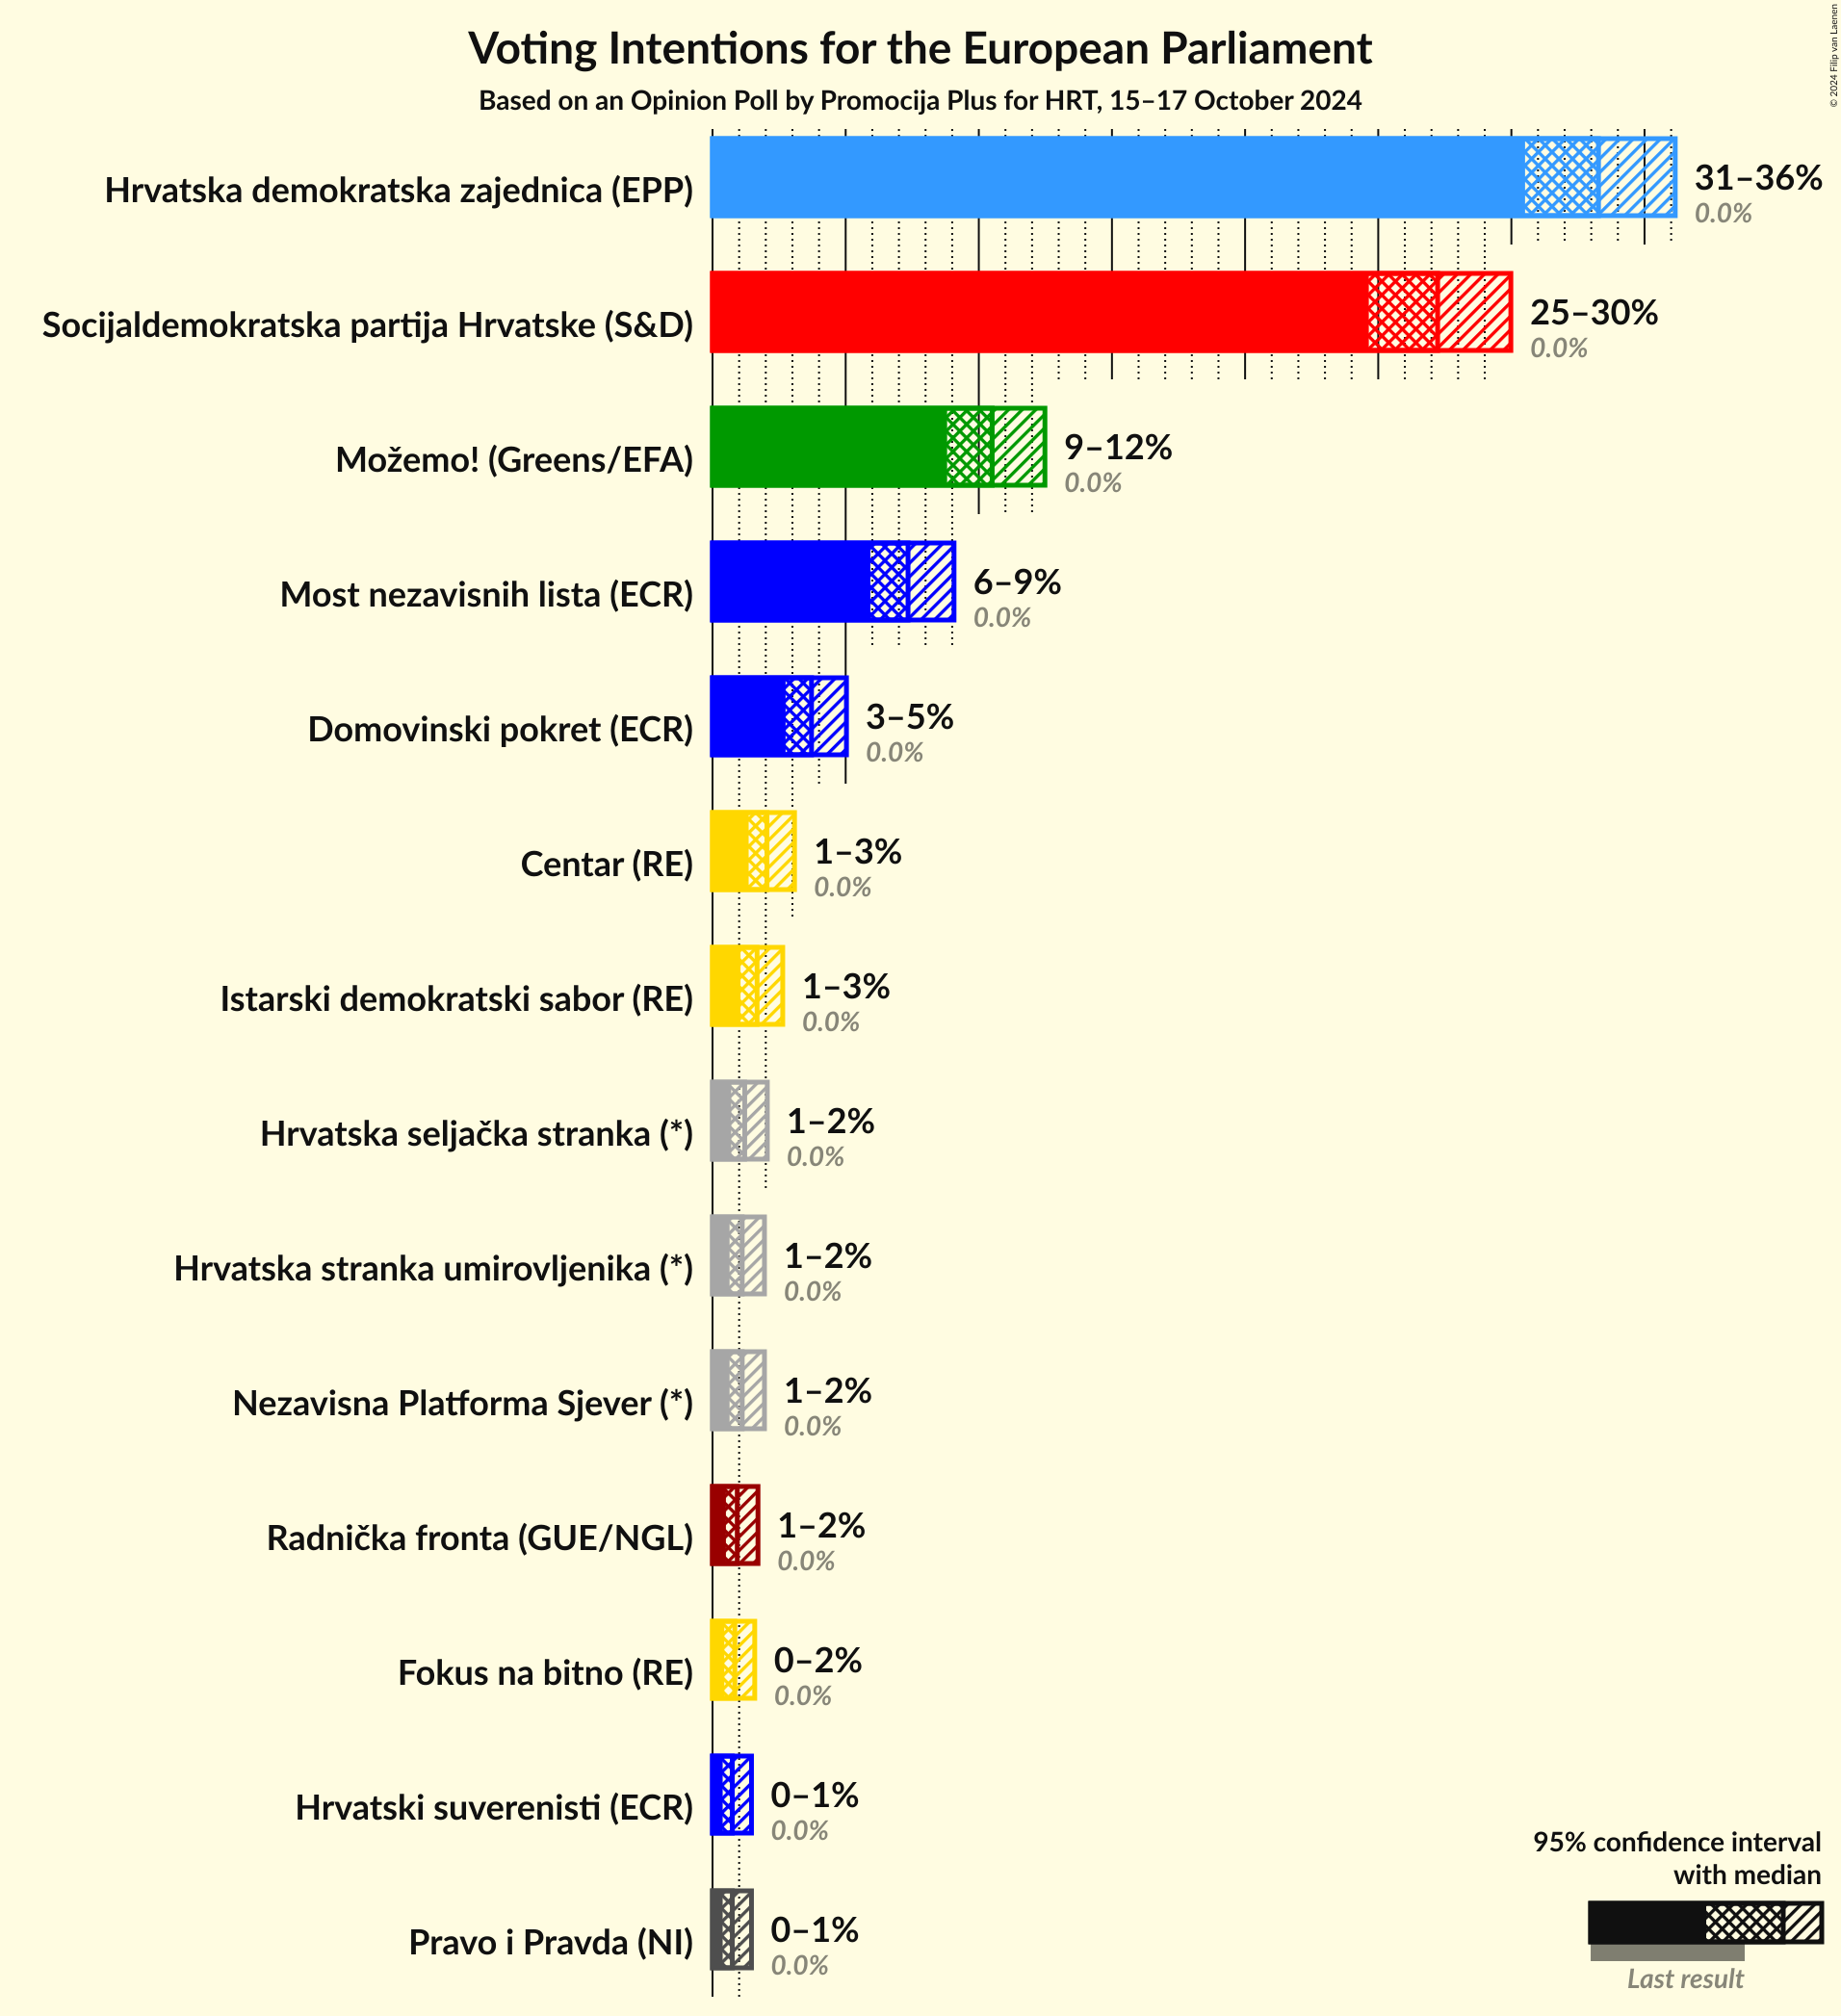 © 2024 Filip van Laenen
Voting Intentions for the European Parliament
Based on an Opinion Poll by Promocija Plus for HRT, 15–17 October 2024
Hrvatska demokratska zajednica (EPP)
31–36%
0.0%
Socijaldemokratska partija Hrvatske (S&D)
25–30%
0.0%
Možemo! (Greens/EFA)
9–12%
0.0%
Most nezavisnih lista (ECR)
6–9%
0.0%
Domovinski pokret (ECR)
3–5%
0.0%
Centar (RE)
1–3%
0.0%
Istarski demokratski sabor (RE)
1–3%
0.0%
Hrvatska seljačka stranka (*)
1–2%
0.0%
Hrvatska stranka umirovljenika (*)
1–2%
0.0%
Nezavisna Platforma Sjever (*)
1–2%
0.0%
Radnička fronta (GUE/NGL)
1–2%
0.0%
Fokus na bitno (RE)
0–2%
0.0%
Hrvatski suverenisti (ECR)
0–1%
0.0%
Pravo i Pravda (NI)
0–1%
0.0%
95% confidence interval
with median
Last result